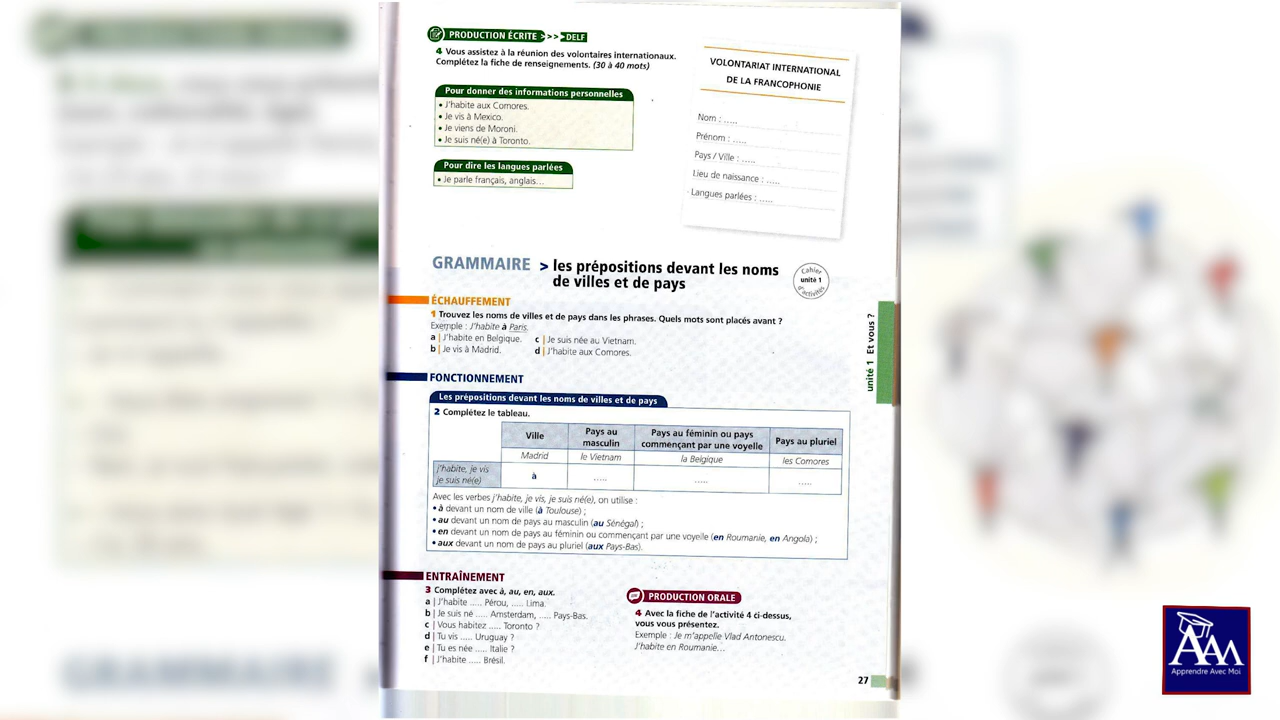 PRODUCTION ÉCRITE >>> DELF
4 Vous assistez à la réunion des volontaires internationaux.
Complétez la fiche de renseignements. (30 à 40 mots)
Pour donner des informations personnelles
• J'habite aux Comores.
• Je vis à Mexico.
• Je viens de Moroni.
• Je suis né(e) à Toronto.
Pour dire les langues parlées
• Je parle français, anglais...
VOLONTARIAT INTERNATIONAL
DE LA FRANCOPHONIE
Nom : .....
Prénom : .....
Pays / Ville : .....
Lieu de naissance : .....
Langues parlées : .....
GRAMMAIRE > les prépositions devant les noms
de villes et de pays
Cahier
unité 1
d'activités
ÉCHAUFFEMENT
1 Trouvez les noms de villes et de pays dans les phrases. Quels mots sont placés avant ?
Exemple : J'habite à Paris.
a | J'habite en Belgique.
b | Je vis à Madrid.
c | Je suis née au Vietnam.
d | J'habite aux Comores.
unité 1 Et vous ?
FONCTIONNEMENT
Les prépositions devant les noms de villes et de pays
2 Complétez le tableau.
Ville
Pays au
masculin
Pays au féminin ou pays
commençant par une voyelle
Pays au pluriel
Madrid
le Vietnam
la Belgique
les Comores
j'habite, je vis
je suis né(e)
à
.....
.....
.....
Avec les verbes j'habite, je vis, je suis né(e), on utilise :
• à devant un nom de ville (à Toulouse) ;
• au devant un nom de pays au masculin (au Sénégal) ;
• en devant un nom de pays au féminin ou commençant par une voyelle (en Roumanie, en Angola) ;
• aux devant un nom de pays au pluriel (aux Pays-Bas).
ENTRAÎNEMENT
3 Complétez avec à, au, en, aux.
a | J'habite ..... Pérou, ..... Lima.
b | Je suis né ..... Amsterdam, ..... Pays-Bas.
c | Vous habitez ..... Toronto ?
d | Tu vis ..... Uruguay ?
e | Tu es née ..... Italie ?
f | J'habite ..... Brésil.
PRODUCTION ORALE
4 Avec la fiche de l'activité 4 ci-dessus,
vous vous présentez.
Exemple : Je m'appelle Vlad Antonescu.
J'habite en Roumanie...
27
AAM
Apprendre Avec Moi